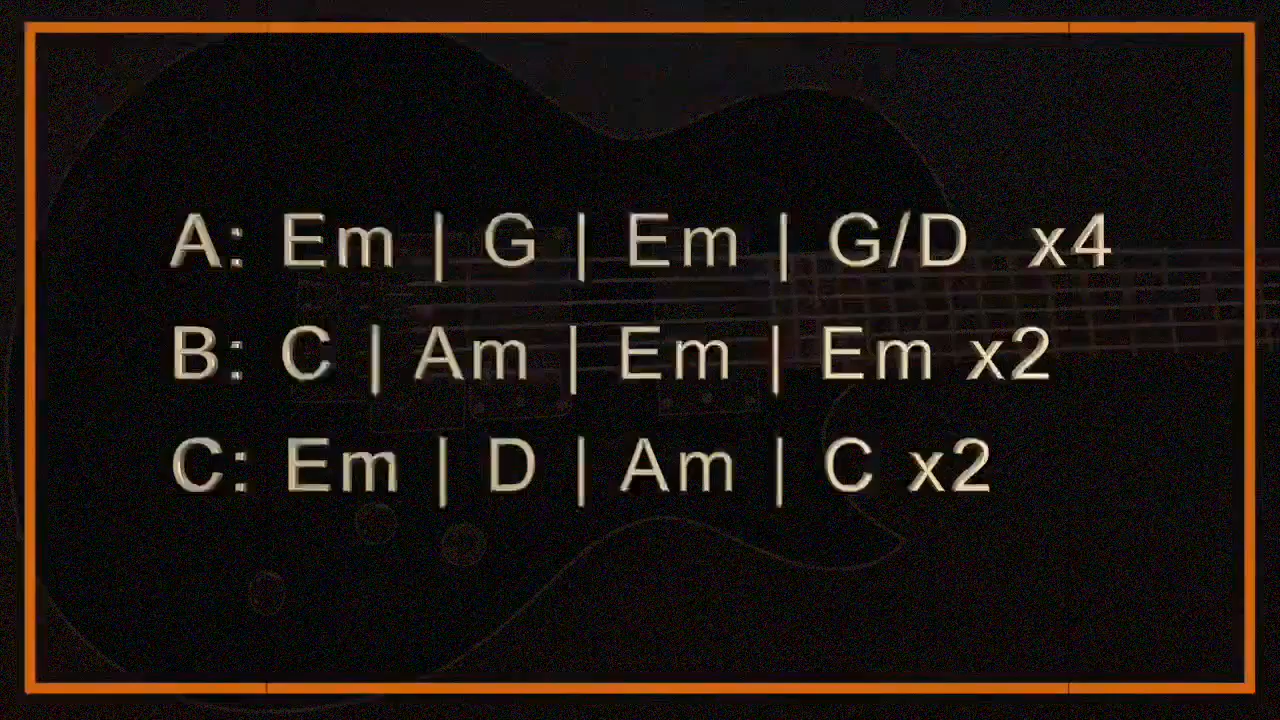 A: Em | G | Em | G/D x4
B: C | Am | Em | Em x2
C: Em | D | Am | C x2